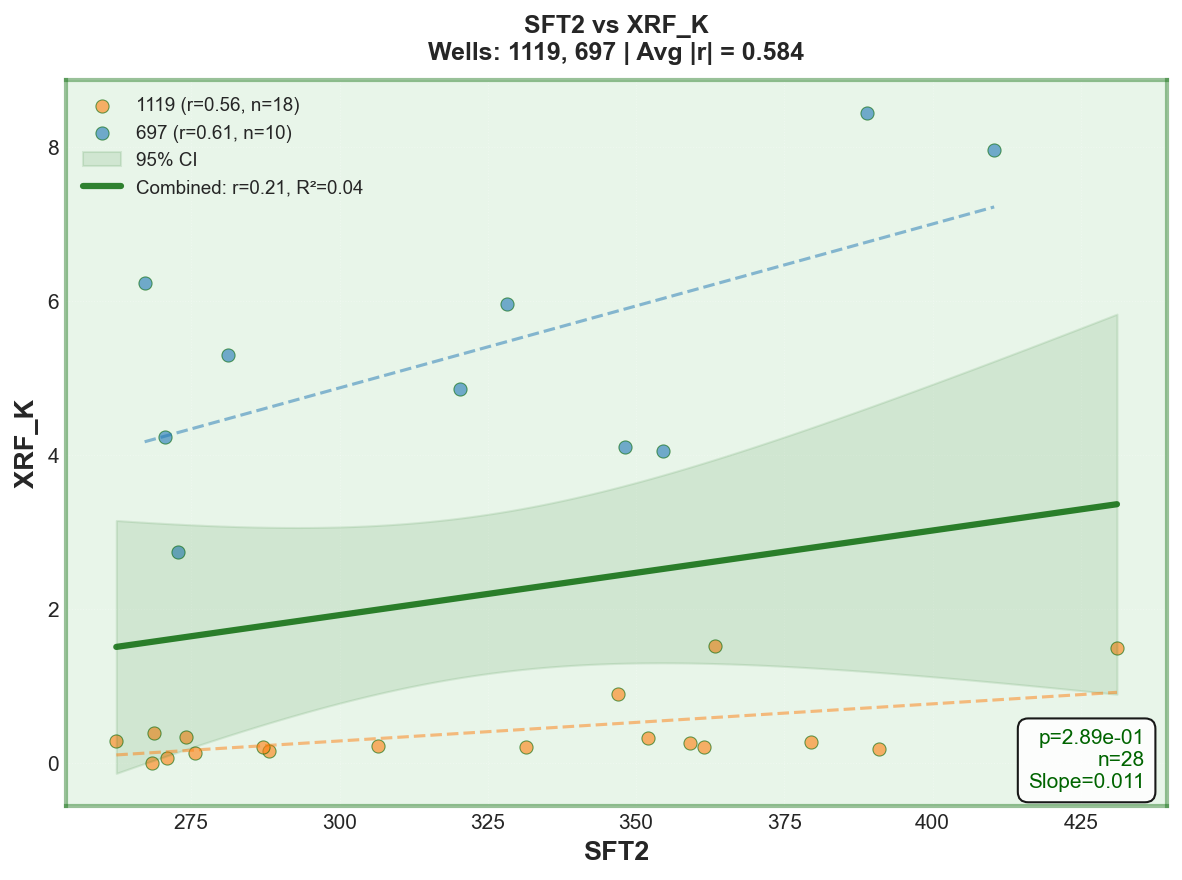 SFT2 vs XRF_K
Wells: 1119, 697 | Avg |r| = 0.584
1119 (r=0.56, n=18)
697 (r=0.61, n=10)
95% CI
Combined: r=0.21, R²=0.04
XRF_K
8
6
4
2
0
p=2.89e-01
n=28
Slope=0.011
275
300
325
350
375
400
425
SFT2